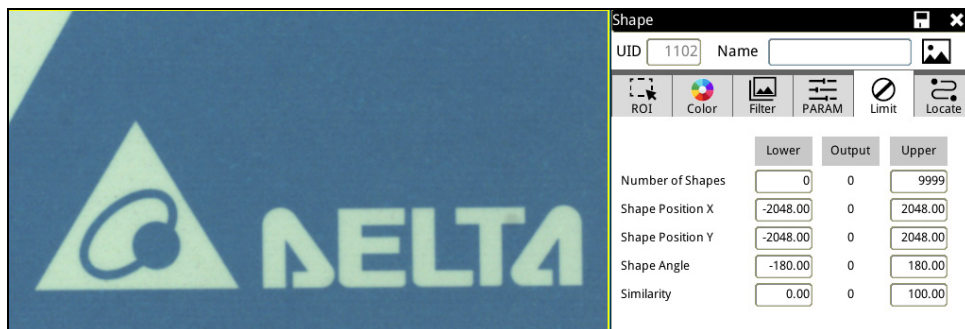 DELTA
Shape
UID 1102 Name
ROI Color Filter PARAM Limit Locate
Lower Output Upper
Number of Shapes 0 0 9999
Shape Position X -2048.00 0 2048.00
Shape Position Y -2048.00 0 2048.00
Shape Angle -180.00 0 180.00
Similarity 0.00 0 100.00